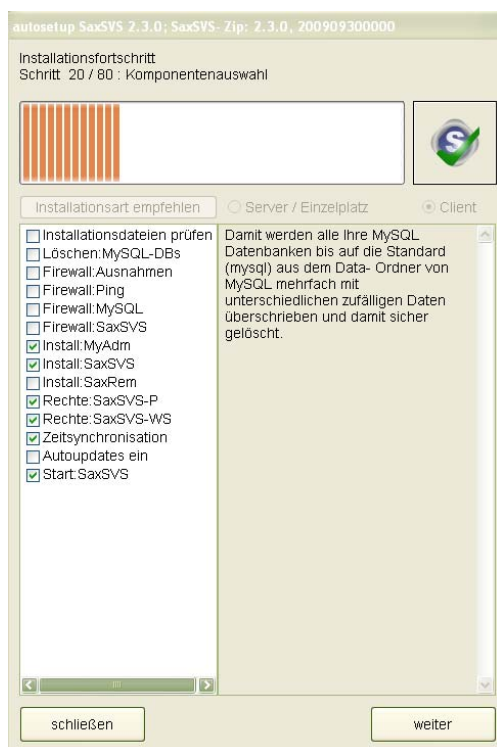 autosetup SaxSVS 2.3.0; SaxSVS- Zip: 2.3.0, 200909300000
Installationsfortschritt
Schritt 20 / 80 : Komponentenauswahl
S
Installationsart empfehlen
Server / Einzelplatz
Client
Installationsdateien prüfen
Löschen:MySQL-DBs
Firewall:Ausnahmen
Firewall:Ping
Firewall:MySQL
Firewall:SaxSVS
Install:MyAdm
Install:SaxSVS
Install:SaxRem
Rechte:SaxSVS-P
Rechte:SaxSVS-WS
Zeitsynchronisation
Autoupdates ein
Start:SaxSVS
Damit werden alle Ihre MySQL
Datenbanken bis auf die Standard
(mysql) aus dem Data- Ordner von
MySQL mehrfach mit
unterschiedlichen zufälligen Daten
überschrieben und damit sicher
gelöscht.
schließen
weiter